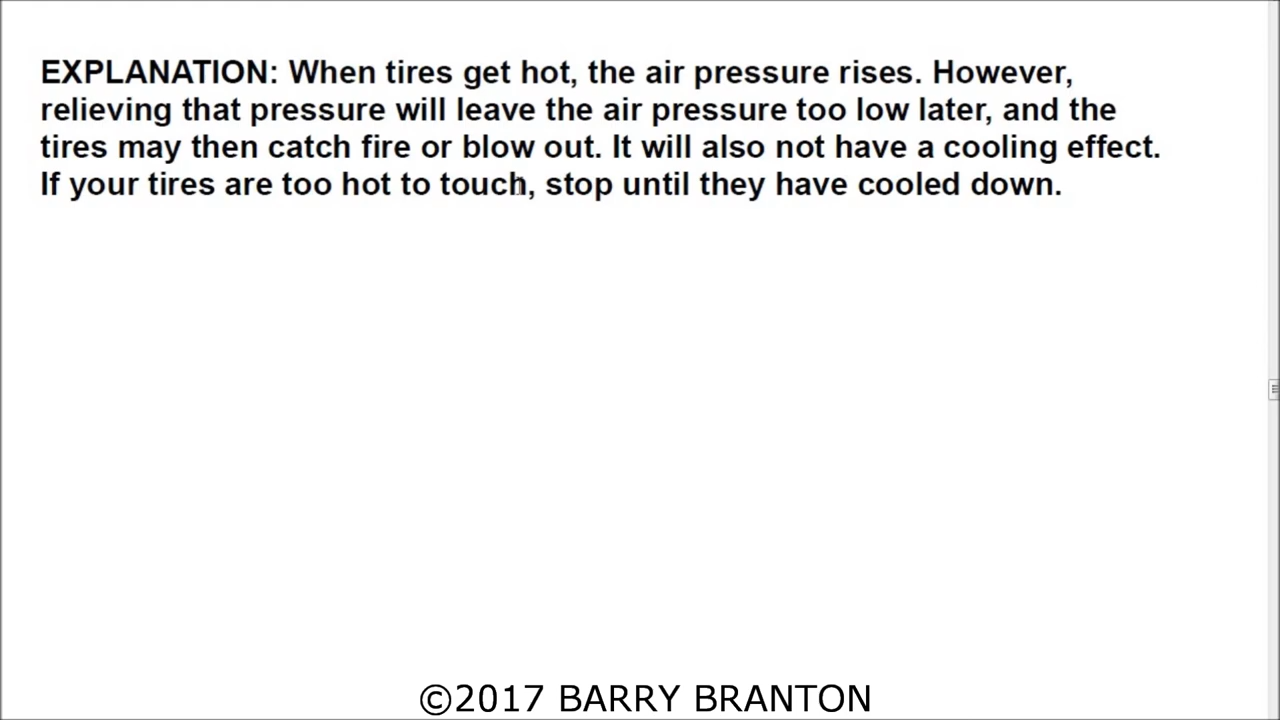 EXPLANATION: When tires get hot, the air pressure rises. However,
relieving that pressure will leave the air pressure too low later, and the
tires may then catch fire or blow out. It will also not have a cooling effect.
If your tires are too hot to touch, stop until they have cooled down.
©2017 BARRY BRANTON